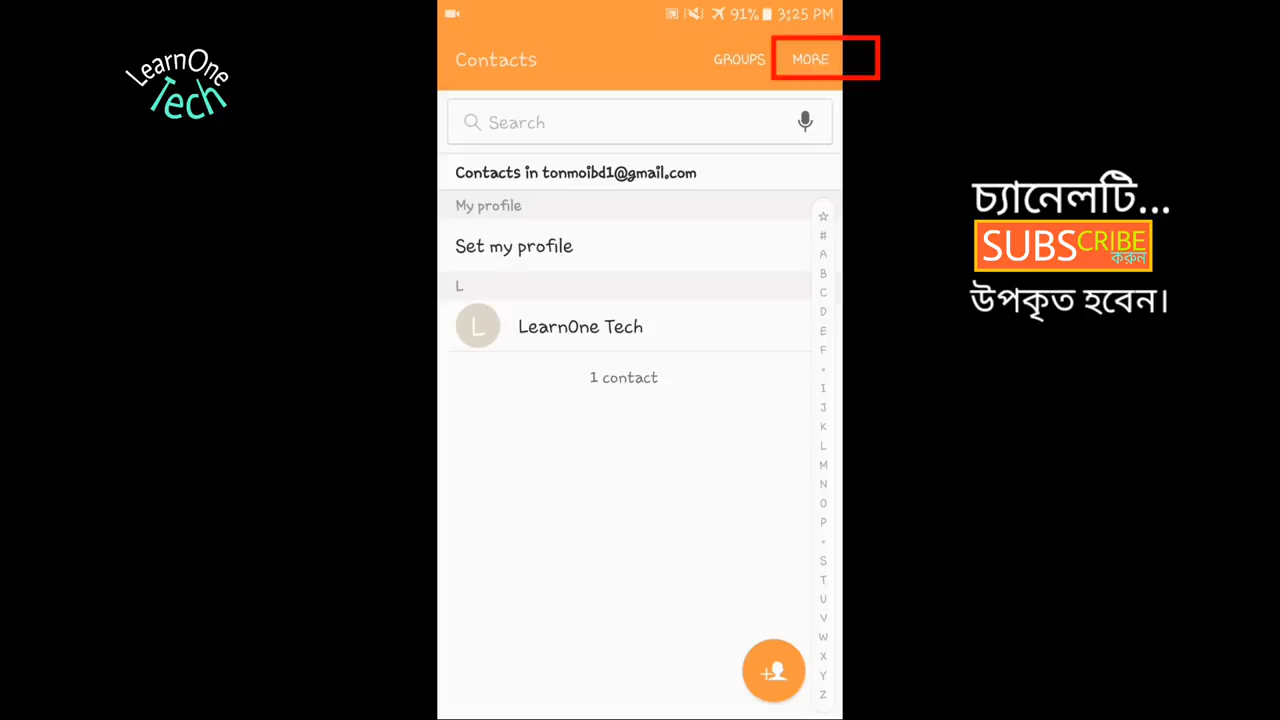 LearnOne
Tech
91% 3:25 PM
Contacts GROUPS MORE
Search
Contacts in tonmoibd1@gmail.com
My profile
Set my profile
L
L LearnOne Tech
1 contact
#
A
B
C
D
E
F
I
J
K
L
M
N
O
P
S
T
U
V
W
X
Y
Z
চ্যানেলটি...
SUBSCRIBE
করুন
উপকৃত হবেন।